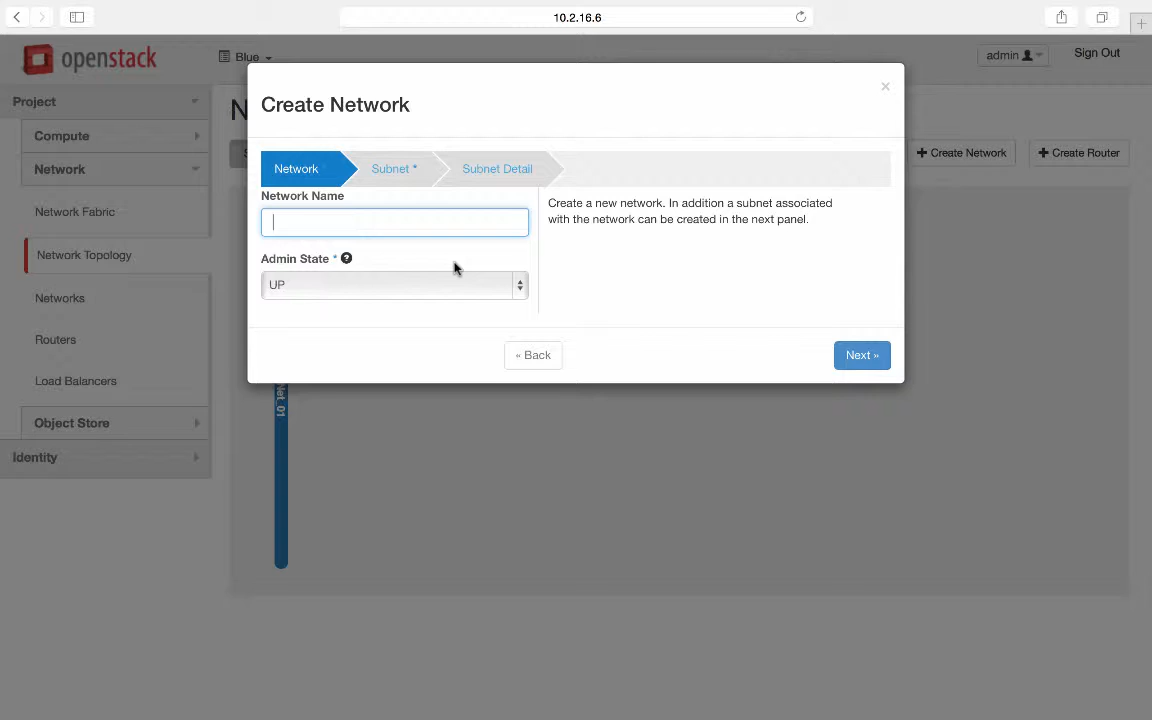 10.2.16.6
openstack
Blue
admin
Sign Out
Project
Compute
Network
Network Fabric
Network Topology
Networks
Routers
Load Balancers
Object Store
Identity
N
S
Create Network
Create Router
Create Network
×
Network
Subnet *
Subnet Detail
Network Name
Admin State *
UP
Create a new network. In addition a subnet associated
with the network can be created in the next panel.
« Back
Next »
Net_01